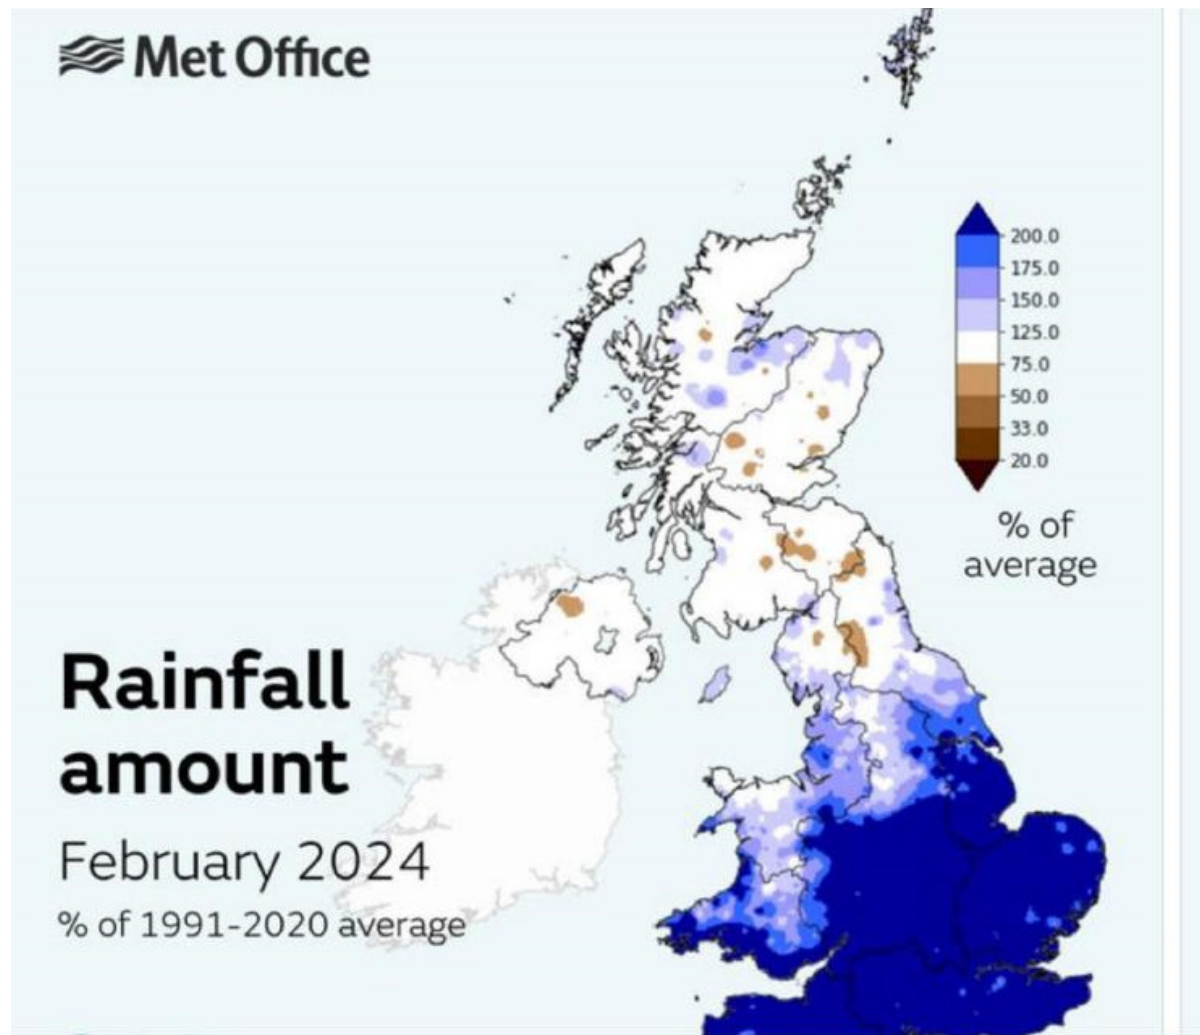 Met Office
200.0
175.0
150.0
125.0
75.0
50.0
33.0
20.0
% of
average
Rainfall
amount
February 2024
% of 1991-2020 average